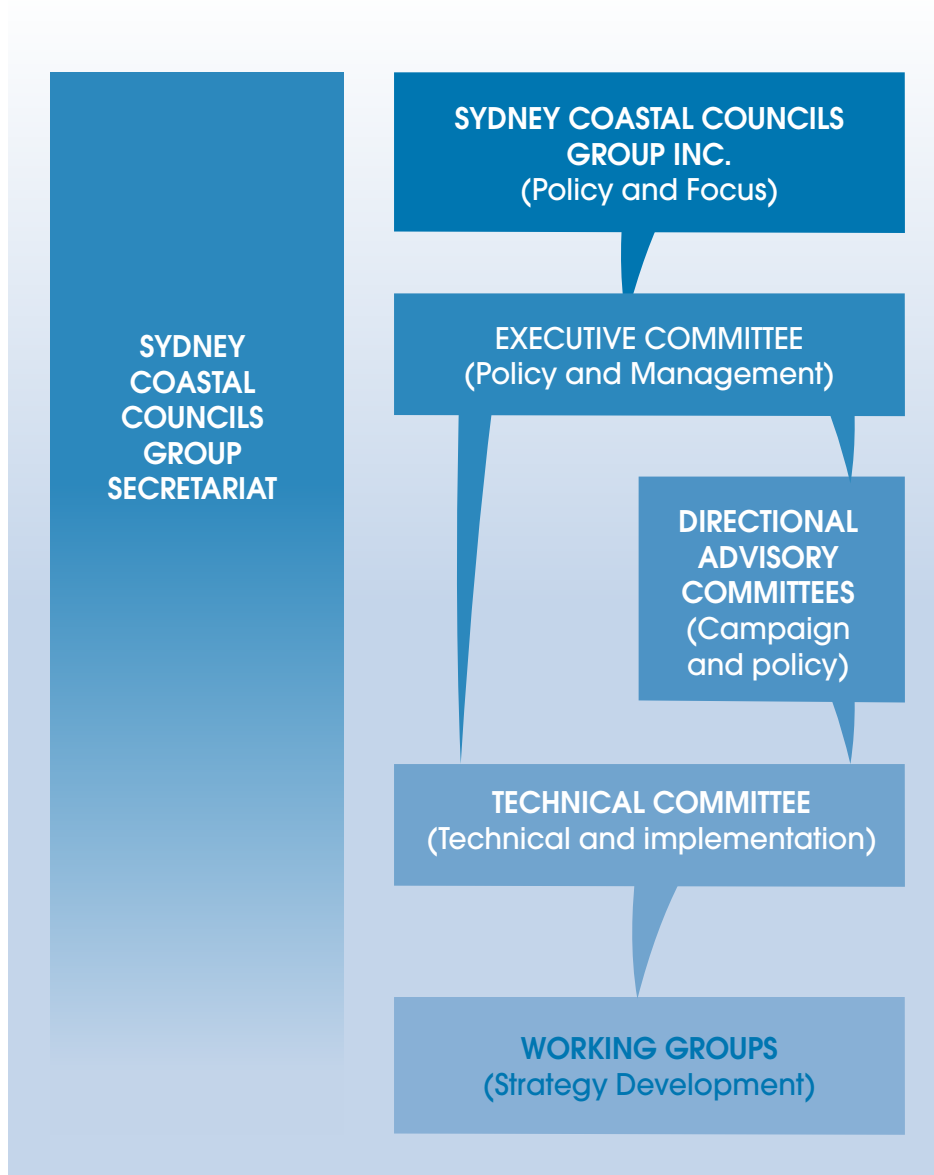 SYDNEY
COASTAL
COUNCILS
GROUP
SECRETARIAT
SYDNEY COASTAL COUNCILS
GROUP INC.
(Policy and Focus)
EXECUTIVE COMMITTEE
(Policy and Management)
DIRECTIONAL
ADVISORY
COMMITTEES
(Campaign
and policy)
TECHNICAL COMMITTEE
(Technical and implementation)
WORKING GROUPS
(Strategy Development)